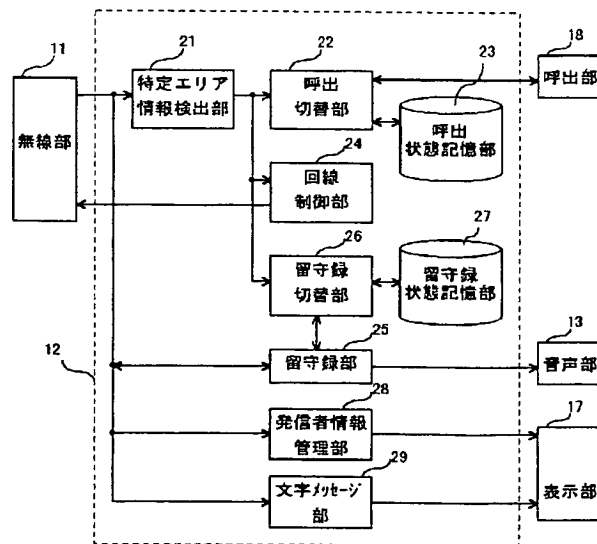 11
無線部
12
21
特定エリア
情報検出部
22
呼出
切替部
23
呼出
状態記憶部
18
呼出部
24
回線
制御部
26
留守録
切替部
27
留守録
状態記憶部
25
留守録部
13
音声部
28
発信者情報
管理部
17
表示部
29
文字メッセージ
部